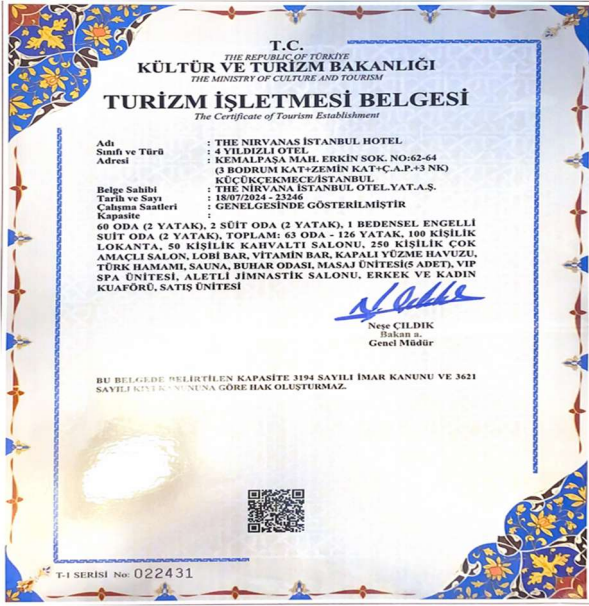 T.C.
THE REPUBLIC OF TÜRKİYE
KÜLTÜR VE TURİZM BAKANLIĞI
THE MINISTRY OF CULTURE AND TOURISM
TURİZM İŞLETMESİ BELGESİ
The Certificate of Tourism Establishment
Adı : THE NIRVANAS İSTANBUL HOTEL
Sınıfı ve Türü : 4 YILDIZLI OTEL
Adresi : KEMALPAŞA MAH. ERKİN SOK. NO:62-64
(3 BODRUM KAT+ZEMİN KAT+Ç.A.P.+3 NK)
KÜÇÜKÇEKMECE/İSTANBUL
Belge Sahibi : THE NİRVANA İSTANBUL OTEL.YAT.A.Ş.
Tarih ve Sayı : 18/07/2024 - 23246
Çalışma Saatleri : GENELGESİNDE GÖSTERİLMİŞTİR
Kapasite :
60 ODA (2 YATAK), 2 SÜİT ODA (2 YATAK), 1 BEDENSEL ENGELLİ
SUİT ODA (2 YATAK), TOPLAM: 63 ODA - 126 YATAK, 100 KİŞİLİK
LOKANTA, 50 KİŞİLİK KAHVALTI SALONU, 250 KİŞİLİK ÇOK
AMAÇLI SALON, LOBİ BAR, VİTAMİN BAR, KAPALI YÜZME HAVUZU,
TÜRK HAMAMI, SAUNA, BUHAR ODASI, MASAJ ÜNİTESİ(5 ADET), VIP
SPA ÜNİTESİ, ALETLİ JİMNASTİK SALONU, ERKEK VE KADIN
KUAFÖRÜ, SATIŞ ÜNİTESİ
Neşe ÇILDIK
Bakan a.
Genel Müdür
BU BELGEDE BELİRTİLEN KAPASİTE 3194 SAYILI İMAR KANUNU VE 3621
SAYILI KIYI KANUNUNA GÖRE HAK OLUŞTURMAZ.
T-1 SERİSİ No: 022431